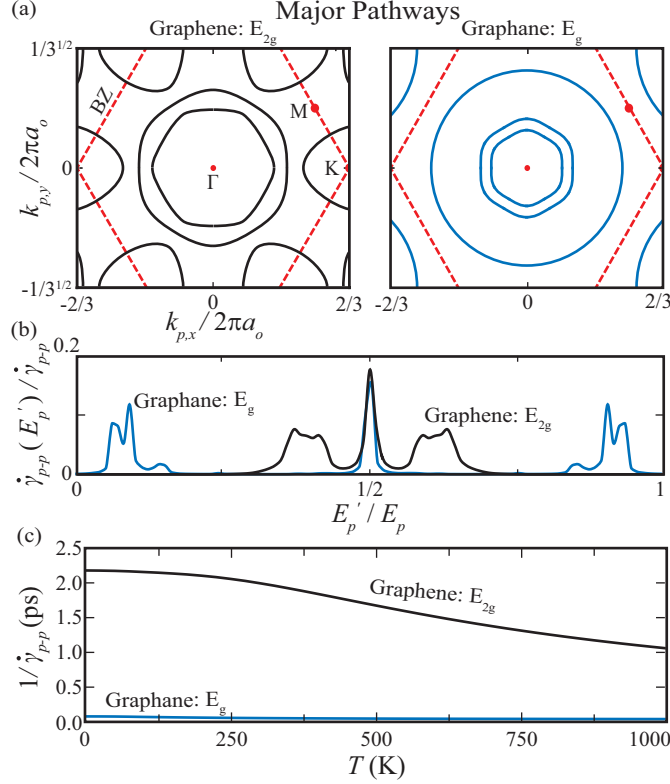 (a)
Major Pathways
Graphene: E2g
Graphane: Eg
1/3^1/2
0
-1/3^1/2
kp,y / 2πao
BZ
M
Γ
K
-2/3
0
2/3
-2/3
0
2/3
kp,x / 2πao
(b)
γ̇p-p (Ep') / γ̇p-p
0.2
0
Graphane: Eg
Graphene: E2g
0
1/2
1
Ep' / Ep
(c)
1/γ̇p-p (ps)
2.5
2.0
1.5
1.0
0.5
0.0
Graphene: E2g
Graphane: Eg
0
250
500
750
1000
T (K)